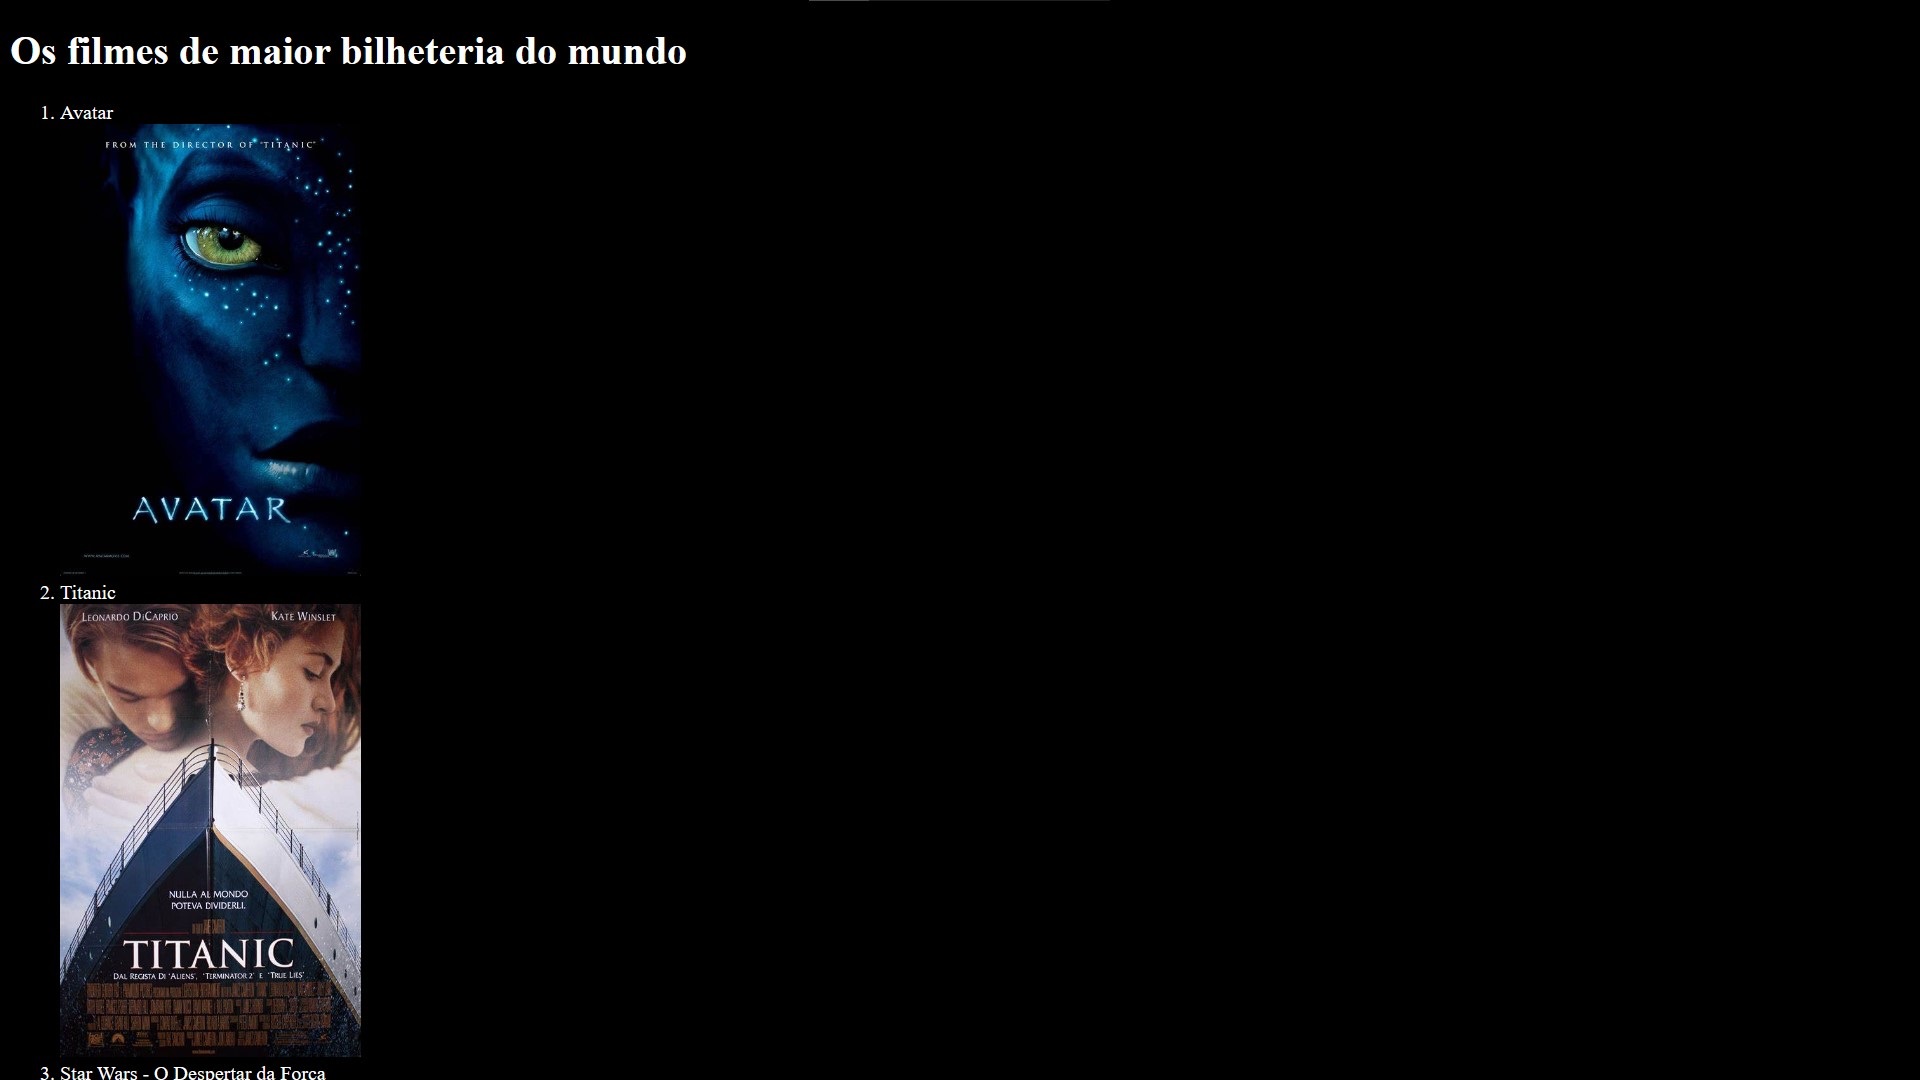 Os filmes de maior bilheteria do mundo
1. Avatar
FROM THE DIRECTOR OF "TITANIC"
AVATAR
2. Titanic
LEONARDO DICAPRIO KATE WINSLET
NULLA AL MONDO
POTEVA DIVIDERLI.
TITANIC
DAL REGISTA DI 'ALIENS', 'TERMINATOR 2' E 'TRUE LIES'
3. Star Wars - O Despertar da Força